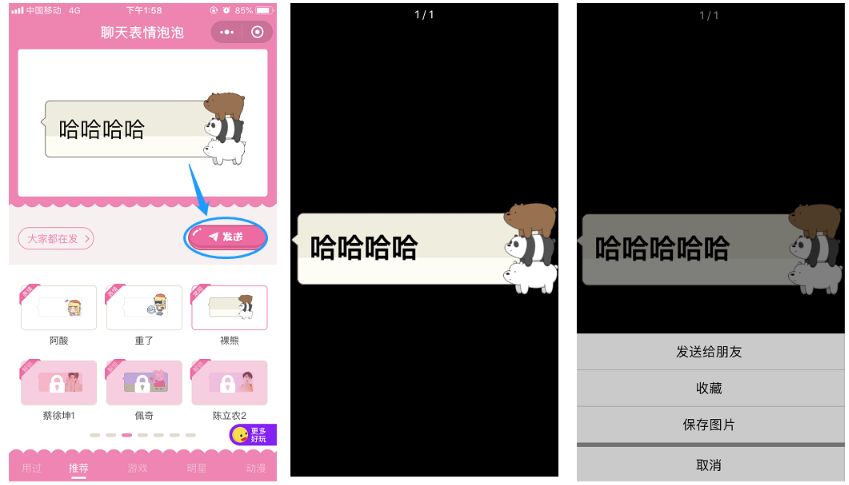 中国移动 4G 下午1:58 85%
聊天表情泡泡
哈哈哈哈
大家都在发 >
发送
阿酸 重了 裸熊
蔡徐坤1 佩奇 陈立农2
更多
好玩
用过 推荐 游戏 明星 动漫
1 / 1
哈哈哈哈
1 / 1
哈哈哈哈哈
发送给朋友
收藏
保存图片
取消